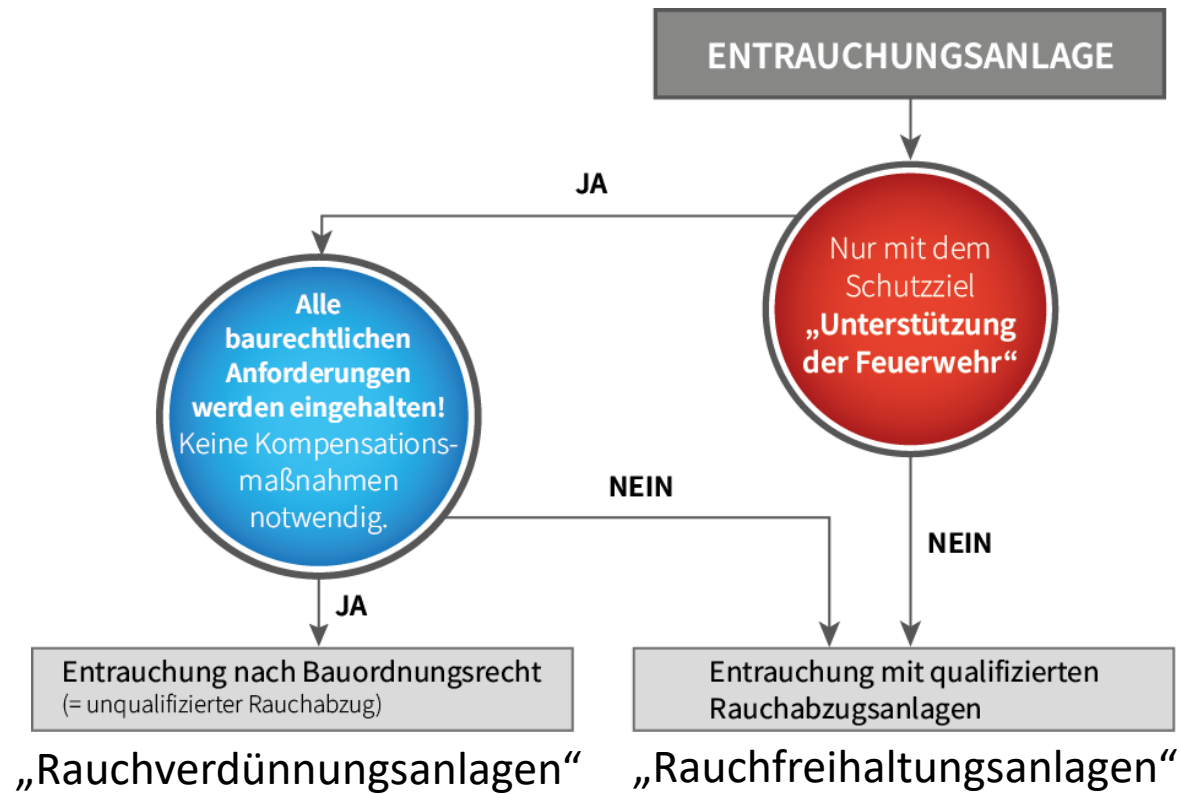 ENTRAUCHUNGSANLAGE
JA
Nur mit dem
Schutzziel
„Unterstützung
der Feuerwehr“
Alle
baurechtlichen
Anforderungen
werden eingehalten!
Keine Kompensations-
maßnahmen
notwendig.
NEIN
NEIN
JA
Entrauchung nach Bauordnungsrecht
(= unqualifizierter Rauchabzug)
Entrauchung mit qualifizierten
Rauchabzugsanlagen
„Rauchverdünnungsanlagen“
„Rauchfreihaltungsanlagen“